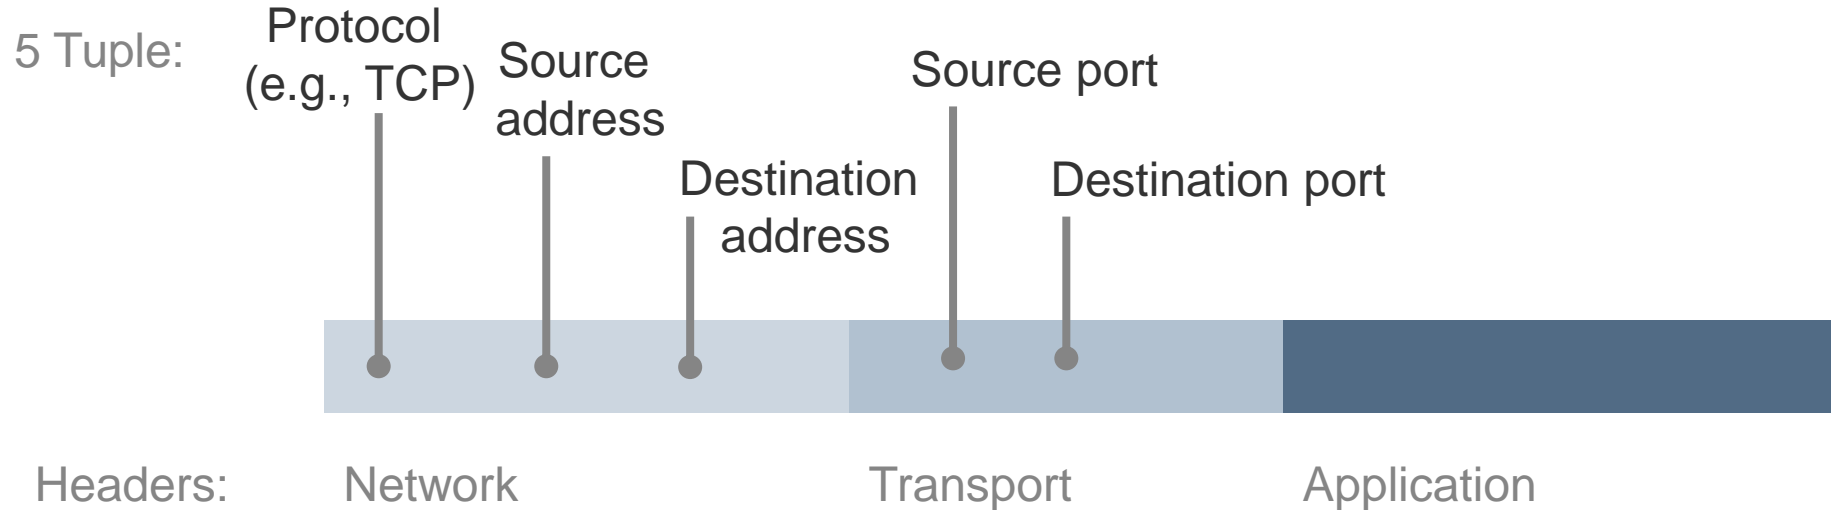 5 Tuple:
Protocol
(e.g., TCP)
Source
address
Destination
address
Source port
Destination port
Headers:
Network
Transport
Application